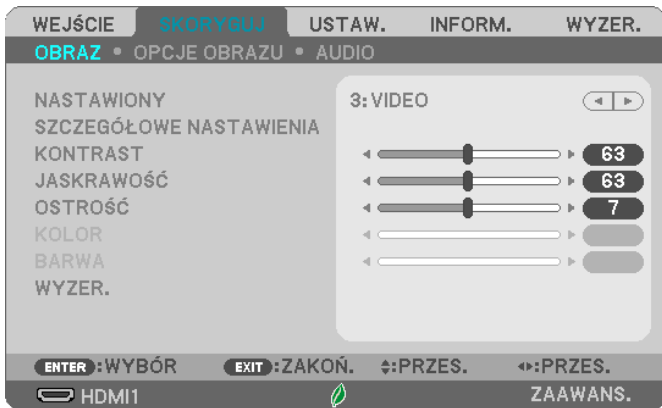 WEJŚCIE SKORYGUJ USTAW. INFORM. WYZER.
OBRAZ • OPCJE OBRAZU • AUDIO
NASTAWIONY 3: VIDEO
SZCZEGÓŁOWE NASTAWIENIA
KONTRAST 63
JASKRAWOŚĆ 63
OSTROŚĆ 7
KOLOR
BARWA
WYZER.
ENTER :WYBÓR EXIT :ZAKOŃ. :PRZES. :PRZES.
HDMI1 ZAAWANS.